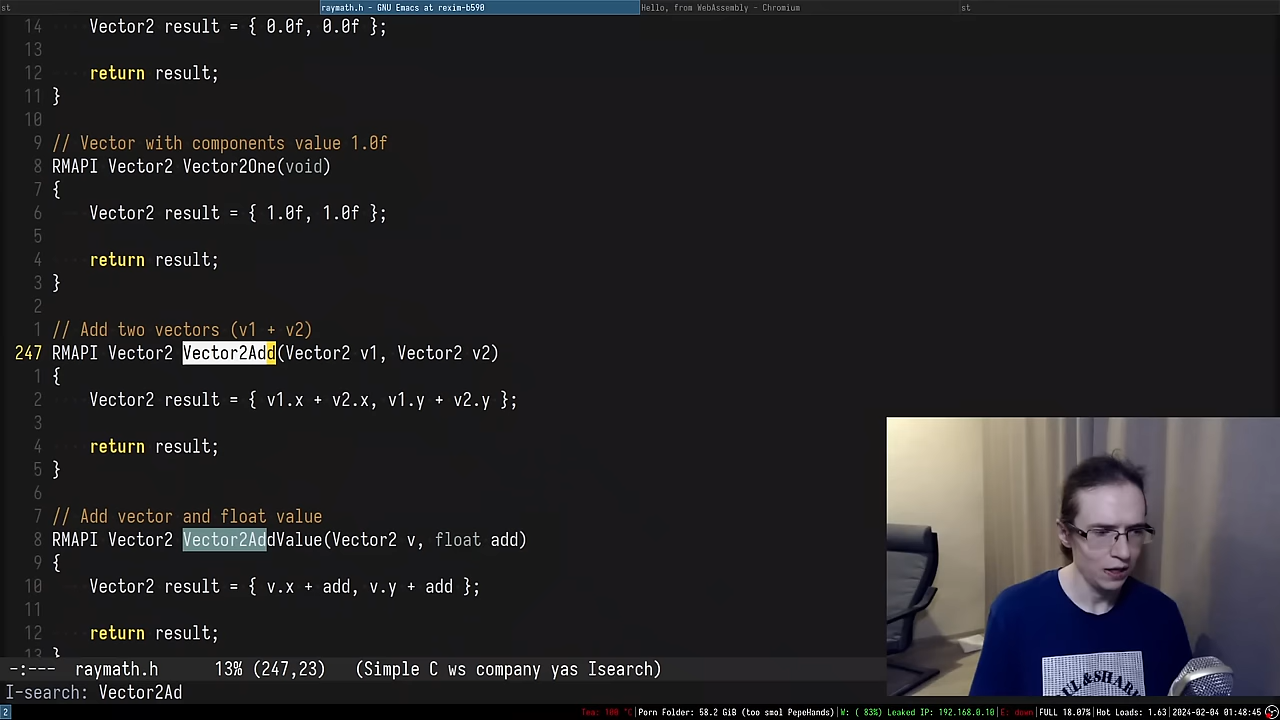 st raymath.h - GNU Emacs at rexim-b590 Hello, from WebAssembly - Chromium st
14 Vector2 result = { 0.0f, 0.0f };
13
12 return result;
11 }
10
9 // Vector with components value 1.0f
8 RMAPI Vector2 Vector2One(void)
7 {
6 Vector2 result = { 1.0f, 1.0f };
5
4 return result;
3 }
2
1 // Add two vectors (v1 + v2)
247 RMAPI Vector2 Vector2Add(Vector2 v1, Vector2 v2)
1 {
2 Vector2 result = { v1.x + v2.x, v1.y + v2.y };
3
4 return result;
5 }
6
7 // Add vector and float value
8 RMAPI Vector2 Vector2AddValue(Vector2 v, float add)
9 {
10 Vector2 result = { v.x + add, v.y + add };
11
12 return result;
13 }
-:--- raymath.h 13% (247,23) (Simple C ws company yas Isearch)
I-search: Vector2Ad
2 Tea: 100 °C|Porn Folder: 58.2 GiB (too smol PepeHands)|W: ( 83%) Leaked IP: 192.168.0.10|E: down|FULL 18.07%|Hot Loads: 1.63|2024-02-04 01:48:45